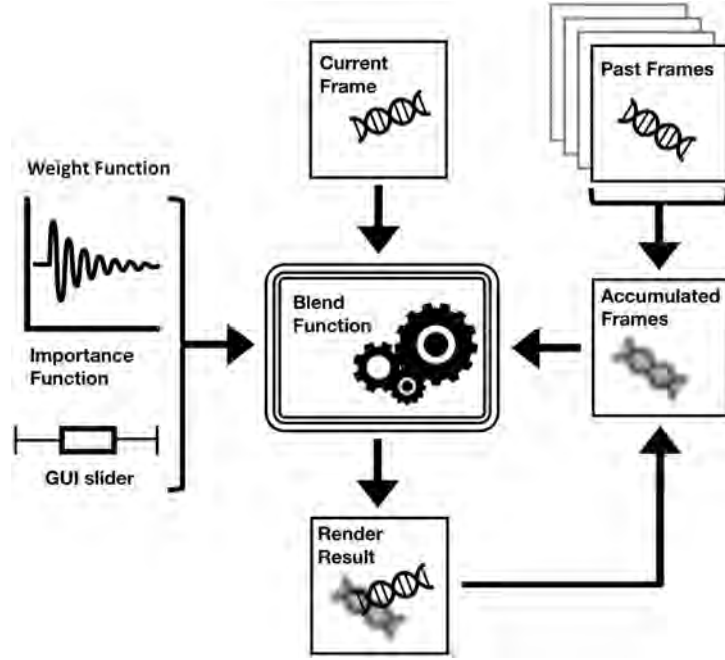 Current
Frame
Past Frames
Weight Function
Blend
Function
Accumulated
Frames
Importance
Function
GUI slider
Render
Result